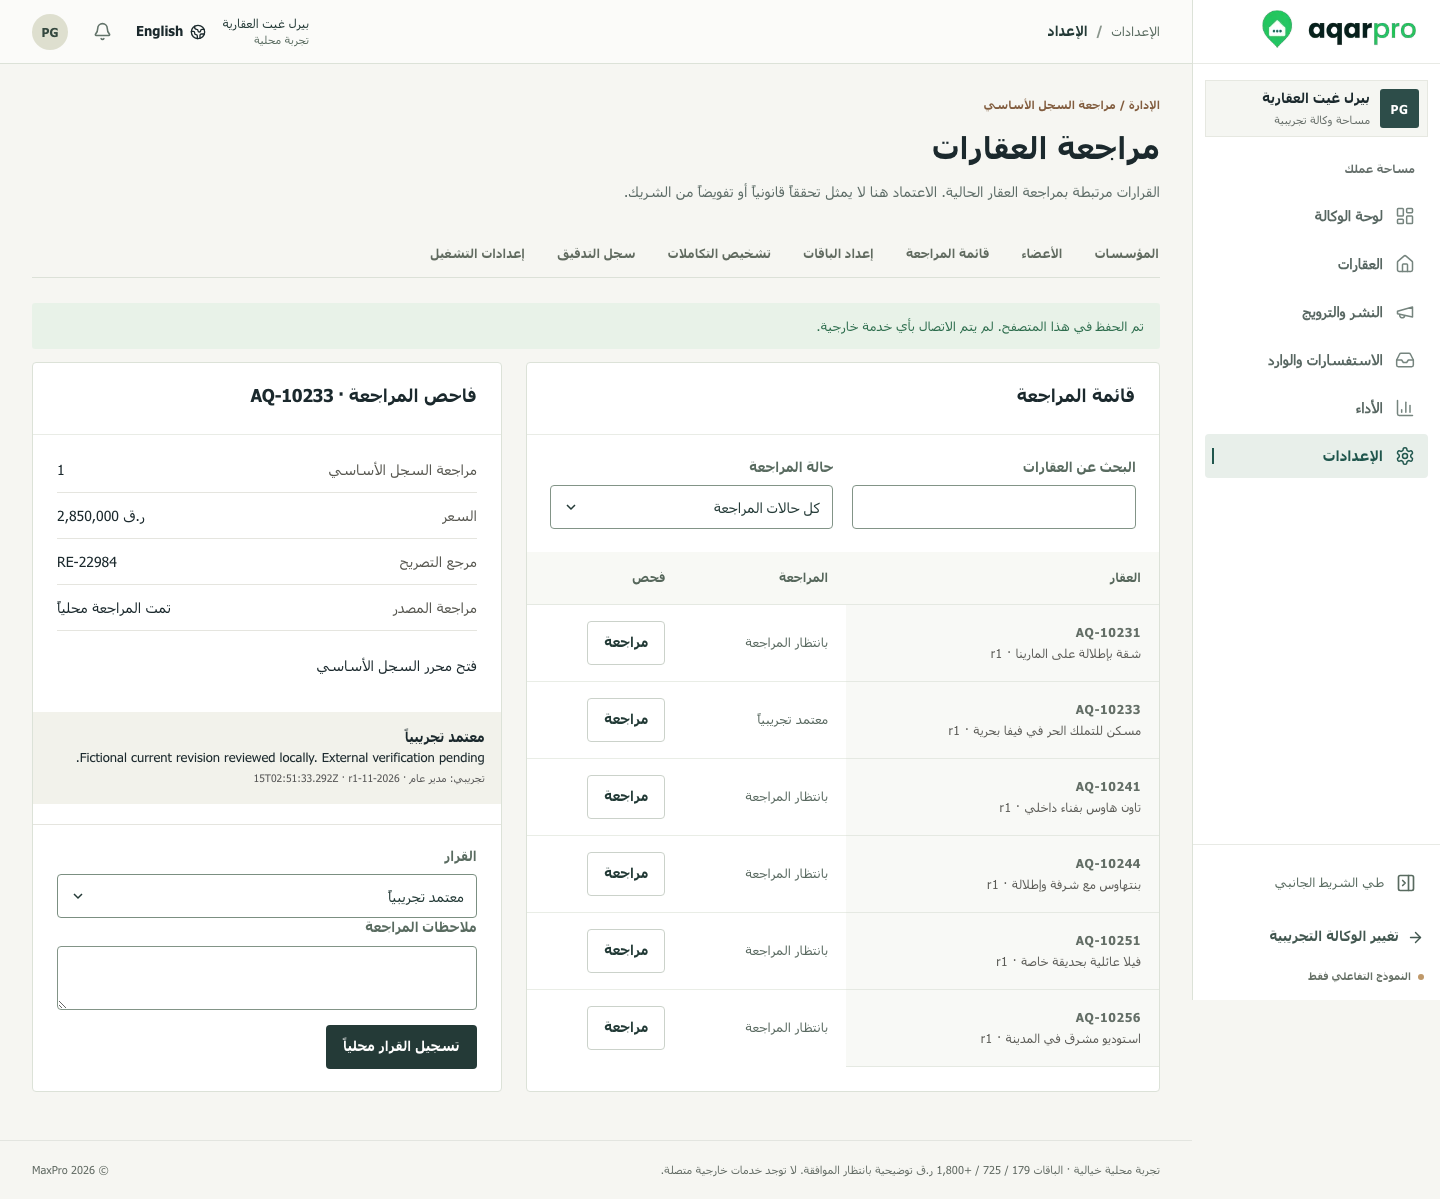 aqarpro
PG
بيرل غيت العقارية
مساحة وكالة تجريبية
مساحة عملك
لوحة الوكالة
العقارات
النشر والترويج
الاستفسارات والوارد
الأداء
الإعدادات
طي الشريط الجانبي
تغيير الوكالة التجريبية
النموذج التفاعلي فقط
الإعدادات / الإعداد
بيرل غيت العقارية
تجربة محلية
English
PG
الإدارة / مراجعة السجل الأساسي
مراجعة العقارات
القرارات مرتبطة بمراجعة العقار الحالية. الاعتماد هنا لا يمثل تحققاً قانونياً أو تفويضاً من الشريك.
المؤسسات الأعضاء قائمة المراجعة إعداد الباقات تشخيص التكاملات سجل التدقيق إعدادات التشغيل
تم الحفظ في هذا المتصفح. لم يتم الاتصال بأي خدمة خارجية.
قائمة المراجعة
البحث عن العقارات
حالة المراجعة
كل حالات المراجعة
العقار المراجعة فحص
AQ-10231
شقة بإطلالة على المارينا · r1
بانتظار المراجعة
مراجعة
AQ-10233
مسكن للتملك الحر في فيفا بحرية · r1
معتمد تجريبياً
مراجعة
AQ-10241
تاون هاوس بفناء داخلي · r1
بانتظار المراجعة
مراجعة
AQ-10244
بنتهاوس مع شرفة وإطلالة · r1
بانتظار المراجعة
مراجعة
AQ-10251
فيلا عائلية بحديقة خاصة · r1
بانتظار المراجعة
مراجعة
AQ-10256
استوديو مشرق في المدينة · r1
بانتظار المراجعة
مراجعة
فاحص المراجعة · AQ-10233
مراجعة السجل الأساسي 1
السعر 2,850,000 ر.ق
مرجع التصريح RE-22984
مراجعة المصدر تمت المراجعة محلياً
فتح محرر السجل الأساسي
معتمد تجريبياً
.Fictional current revision reviewed locally. External verification pending
تجريبي: مدير عام · r1-11-2026 · 15T02:51:33.292Z
القرار
معتمد تجريبياً
ملاحظات المراجعة
تسجيل القرار محلياً
تجربة محلية خيالية · الباقات 179 / 725 / +1,800 ر.ق توضيحية بانتظار الموافقة. لا توجد خدمات خارجية متصلة.
© MaxPro 2026